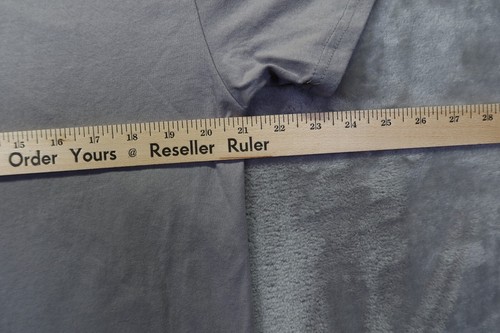 15 16 17 18 19 20 21 22 23 24 25 26 27 28
Order Yours @ Reseller Ruler